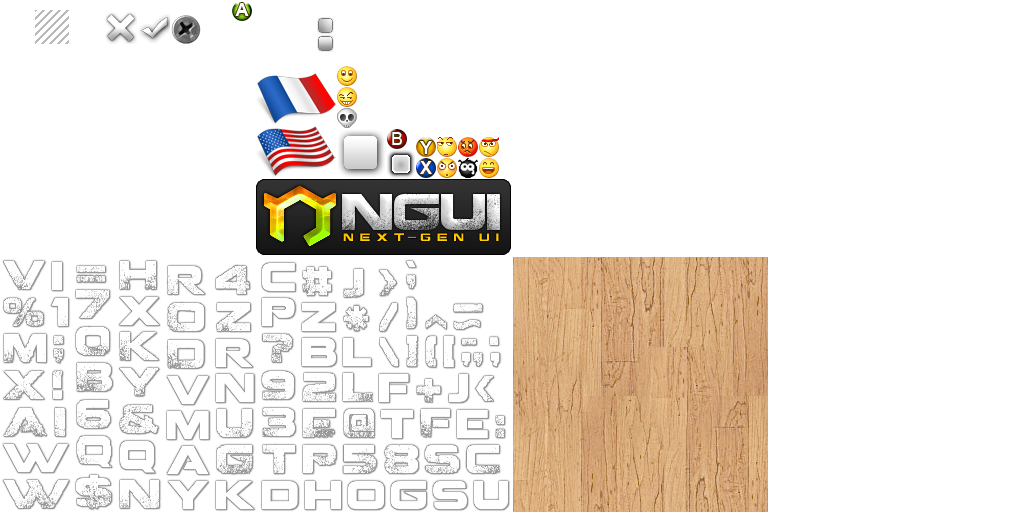 A
B
Y
X
NGUI
NEXT-GEN UI
V I = H R 4 C # J > ¡
% 1 7 X O Z P Z * / ( ^ ~ =
M ; Q K D R ? B L \ ] ( [ " ; ;
X ! B Y V N 9 2 L F + J <
A | 6 & M U 3 E @ T F E :
W Q Q A G T P 5 8 S C
W $ N Y K D H O G S U